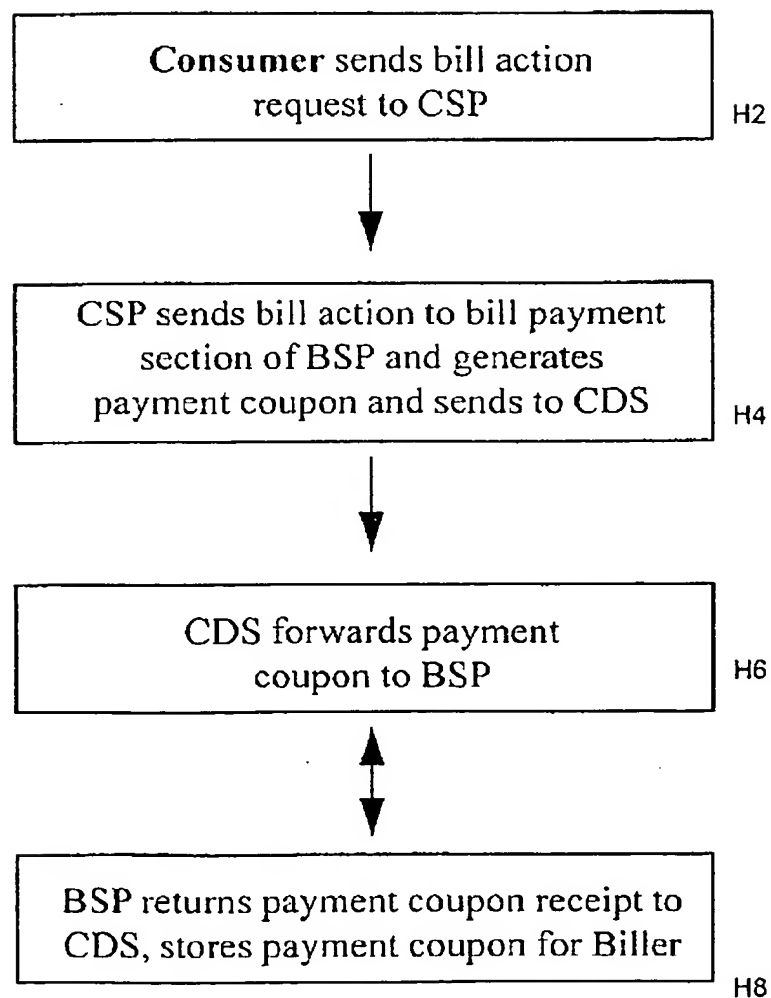 Consumer sends bill action
request to CSP
H2
CSP sends bill action to bill payment
section of BSP and generates
payment coupon and sends to CDS
H4
CDS forwards payment
coupon to BSP
H6
BSP returns payment coupon receipt to
CDS, stores payment coupon for Biller
H8